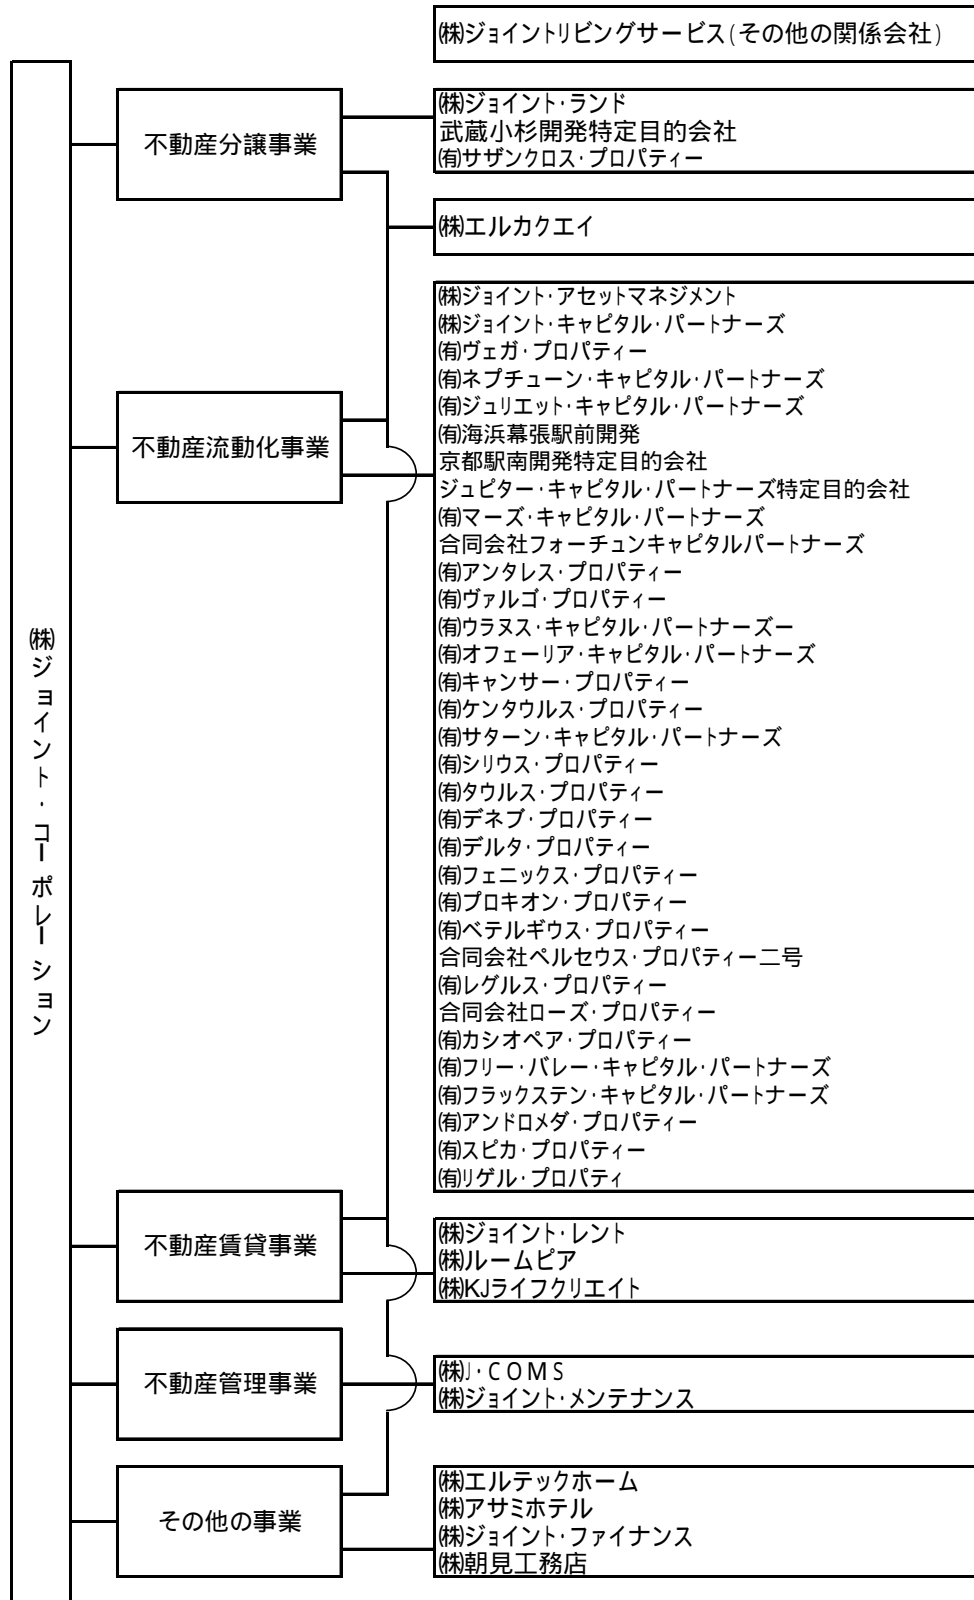 ㈱ジョイントリビングサービス(その他の関係会社)
㈱ジョイント・コーポレーション
不動産分譲事業
㈱ジョイント・ランド
武蔵小杉開発特定目的会社
㈲サザンクロス・プロパティー
㈱エルカクエイ
不動産流動化事業
㈱ジョイント・アセットマネジメント
㈱ジョイント・キャピタル・パートナーズ
㈲ヴェガ・プロパティー
㈲ネプチューン・キャピタル・パートナーズ
㈲ジュリエット・キャピタル・パートナーズ
㈲海浜幕張駅前開発
京都駅南開発特定目的会社
ジュピター・キャピタル・パートナーズ特定目的会社
㈲マーズ・キャピタル・パートナーズ
合同会社フォーチュンキャピタルパートナーズ
㈲アンタレス・プロパティー
㈲ヴァルゴ・プロパティー
㈲ウラヌス・キャピタル・パートナーズー
㈲オフェーリア・キャピタル・パートナーズ
㈲キャンサー・プロパティー
㈲ケンタウルス・プロパティー
㈲サターン・キャピタル・パートナーズ
㈲シリウス・プロパティー
㈲タウルス・プロパティー
㈲デネブ・プロパティー
㈲デルタ・プロパティー
㈲フェニックス・プロパティー
㈲プロキオン・プロパティー
㈲ベテルギウス・プロパティー
合同会社ペルセウス・プロパティー二号
㈲レグルス・プロパティー
合同会社ローズ・プロパティー
㈲カシオペア・プロパティー
㈲フリー・バレー・キャピタル・パートナーズ
㈲フラックステン・キャピタル・パートナーズ
㈲アンドロメダ・プロパティー
㈲スピカ・プロパティー
㈲リゲル・プロパティ
不動産賃貸事業
㈱ジョイント・レント
㈱ルームピア
㈱KJライフクリエイト
不動産管理事業
㈱J・COMS
㈱ジョイント・メンテナンス
その他の事業
㈱エルテックホーム
㈱アサミホテル
㈱ジョイント・ファイナンス
㈱朝見工務店